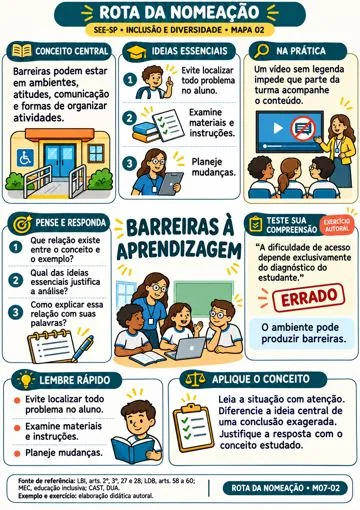 ROTA DA NOMEAÇÃO
SEE-SP • INCLUSÃO E DIVERSIDADE • MAPA 02
CONCEITO CENTRAL
Barreiras podem estar
em ambientes,
atitudes, comunicação
e formas de organizar
atividades.
IDEIAS ESSENCIAIS
1
Evite localizar
todo problema
no aluno.
2
Examine
materiais e
instruções.
3
Planeje
mudanças.
NA PRÁTICA
Um vídeo sem legenda
impede que parte da
turma acompanhe
o conteúdo.
PENSE E RESPONDA
1
Que relação existe
entre o conceito e
o exemplo?
2
Qual das ideias
essenciais justifica
a análise?
3
Como explicar essa
relação com suas
palavras?
BARREIRAS À
APRENDIZAGEM
TESTE SUA
COMPREENSÃO
EXERCÍCIO
AUTORAL
“A dificuldade de acesso
depende exclusivamente
do diagnóstico do
estudante.”
ERRADO
O ambiente pode
produzir barreiras.
LEMBRE RÁPIDO
• Evite localizar
todo problema no aluno.
• Examine materiais
e instruções.
• Planeje mudanças.
APLIQUE O CONCEITO
Leia a situação com atenção.
Diferencie a ideia central de
uma conclusão exagerada.
Justifique a resposta com o
conceito estudado.
Fonte de referência: LBI, arts. 2º, 3º, 27 e 28; LDB, arts. 58 a 60;
MEC, educação inclusiva; CAST, DUA.
Exemplo e exercício: elaboração didática autoral.
ROTA DA NOMEAÇÃO • M07-02